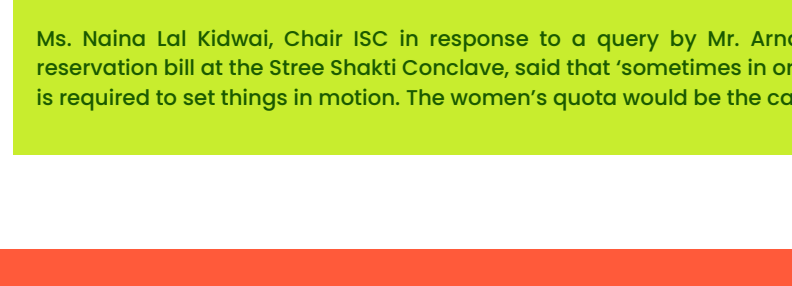 Ms. Naina Lal Kidwai, Chair ISC in response to a query by Mr.
reservation bill at the Stree Shakti Conclave, said that ‘sometimes in
is required to set things in motion. The women’s quota would be the